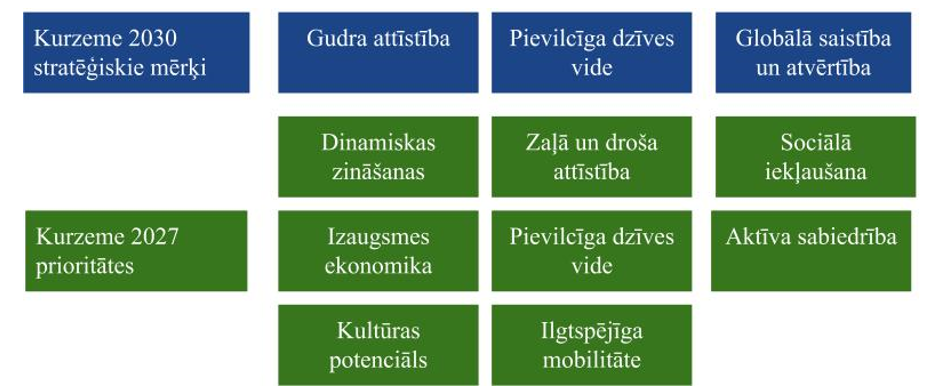 Kurzeme 2030
stratēģiskie mērķi
Gudra attīstība
Pievilcīga dzīves
vide
Globālā saistība
un atvērtība
Dinamiskas
zināšanas
Zaļā un droša
attīstība
Sociālā
iekļaušana
Kurzeme 2027
prioritātes
Izaugsmes
ekonomika
Pievilcīga dzīves
vide
Aktīva sabiedrība
Kultūras
potenciāls
Ilgtspējīga
mobilitāte